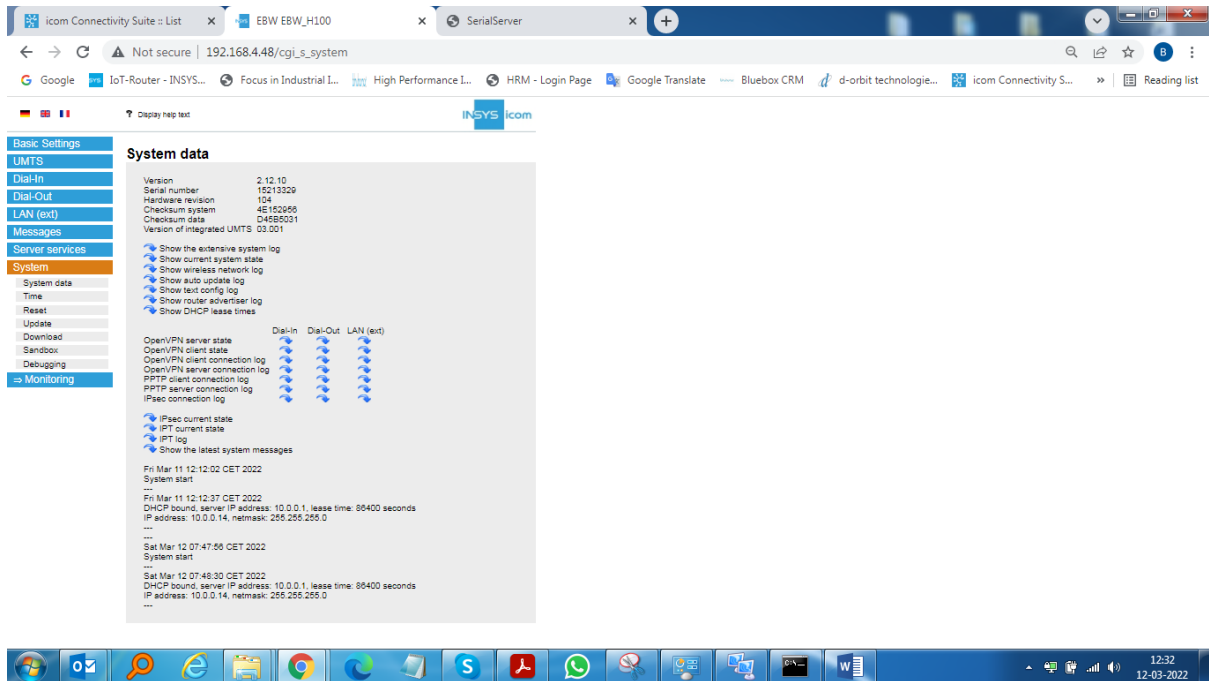 icom Connectivity Suite :: List
EBW EBW_H100
SerialServer
Not secure | 192.168.4.48/cgi_s_system
B
Google
IoT-Router - INSYS...
Focus in Industrial I...
High Performance I...
HRM - Login Page
Google Translate
Bluebox CRM
d-orbit technologie...
icom Connectivity S...
»
Reading list
? Display help text
INSYS icom
Basic Settings
UMTS
Dial-In
Dial-Out
LAN (ext)
Messages
Server services
System
System data
Time
Reset
Update
Download
Sandbox
Debugging
⇒ Monitoring
System data
Version 2.12.10
Serial number 15213329
Hardware revision 104
Checksum system 4E152956
Checksum data D45B5031
Version of integrated UMTS 03.001
Show the extensive system log
Show current system state
Show wireless network log
Show auto update log
Show text config log
Show router advertiser log
Show DHCP lease times
Dial-In Dial-Out LAN (ext)
OpenVPN server state
OpenVPN client state
OpenVPN client connection log
OpenVPN server connection log
PPTP client connection log
PPTP server connection log
IPsec connection log
IPsec current state
IPT current state
IPT log
Show the latest system messages
Fri Mar 11 12:12:02 CET 2022
System start
---
Fri Mar 11 12:12:37 CET 2022
DHCP bound, server IP address: 10.0.0.1, lease time: 86400 seconds
IP address: 10.0.0.14, netmask: 255.255.255.0
---
---
Sat Mar 12 07:47:56 CET 2022
System start
---
Sat Mar 12 07:48:30 CET 2022
DHCP bound, server IP address: 10.0.0.1, lease time: 86400 seconds
IP address: 10.0.0.14, netmask: 255.255.255.0
---
12:32
12-03-2022